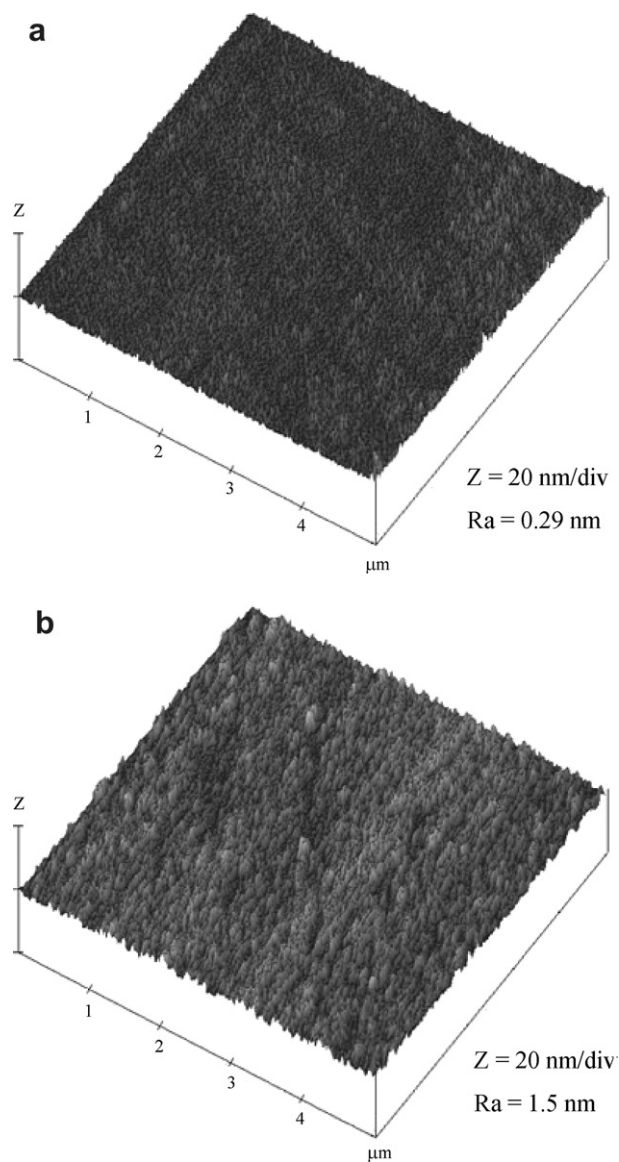 a
Z
1
2
3
4
μm
Z = 20 nm/div
Ra = 0.29 nm
b
Z
1
2
3
4
μm
Z = 20 nm/div
Ra = 1.5 nm